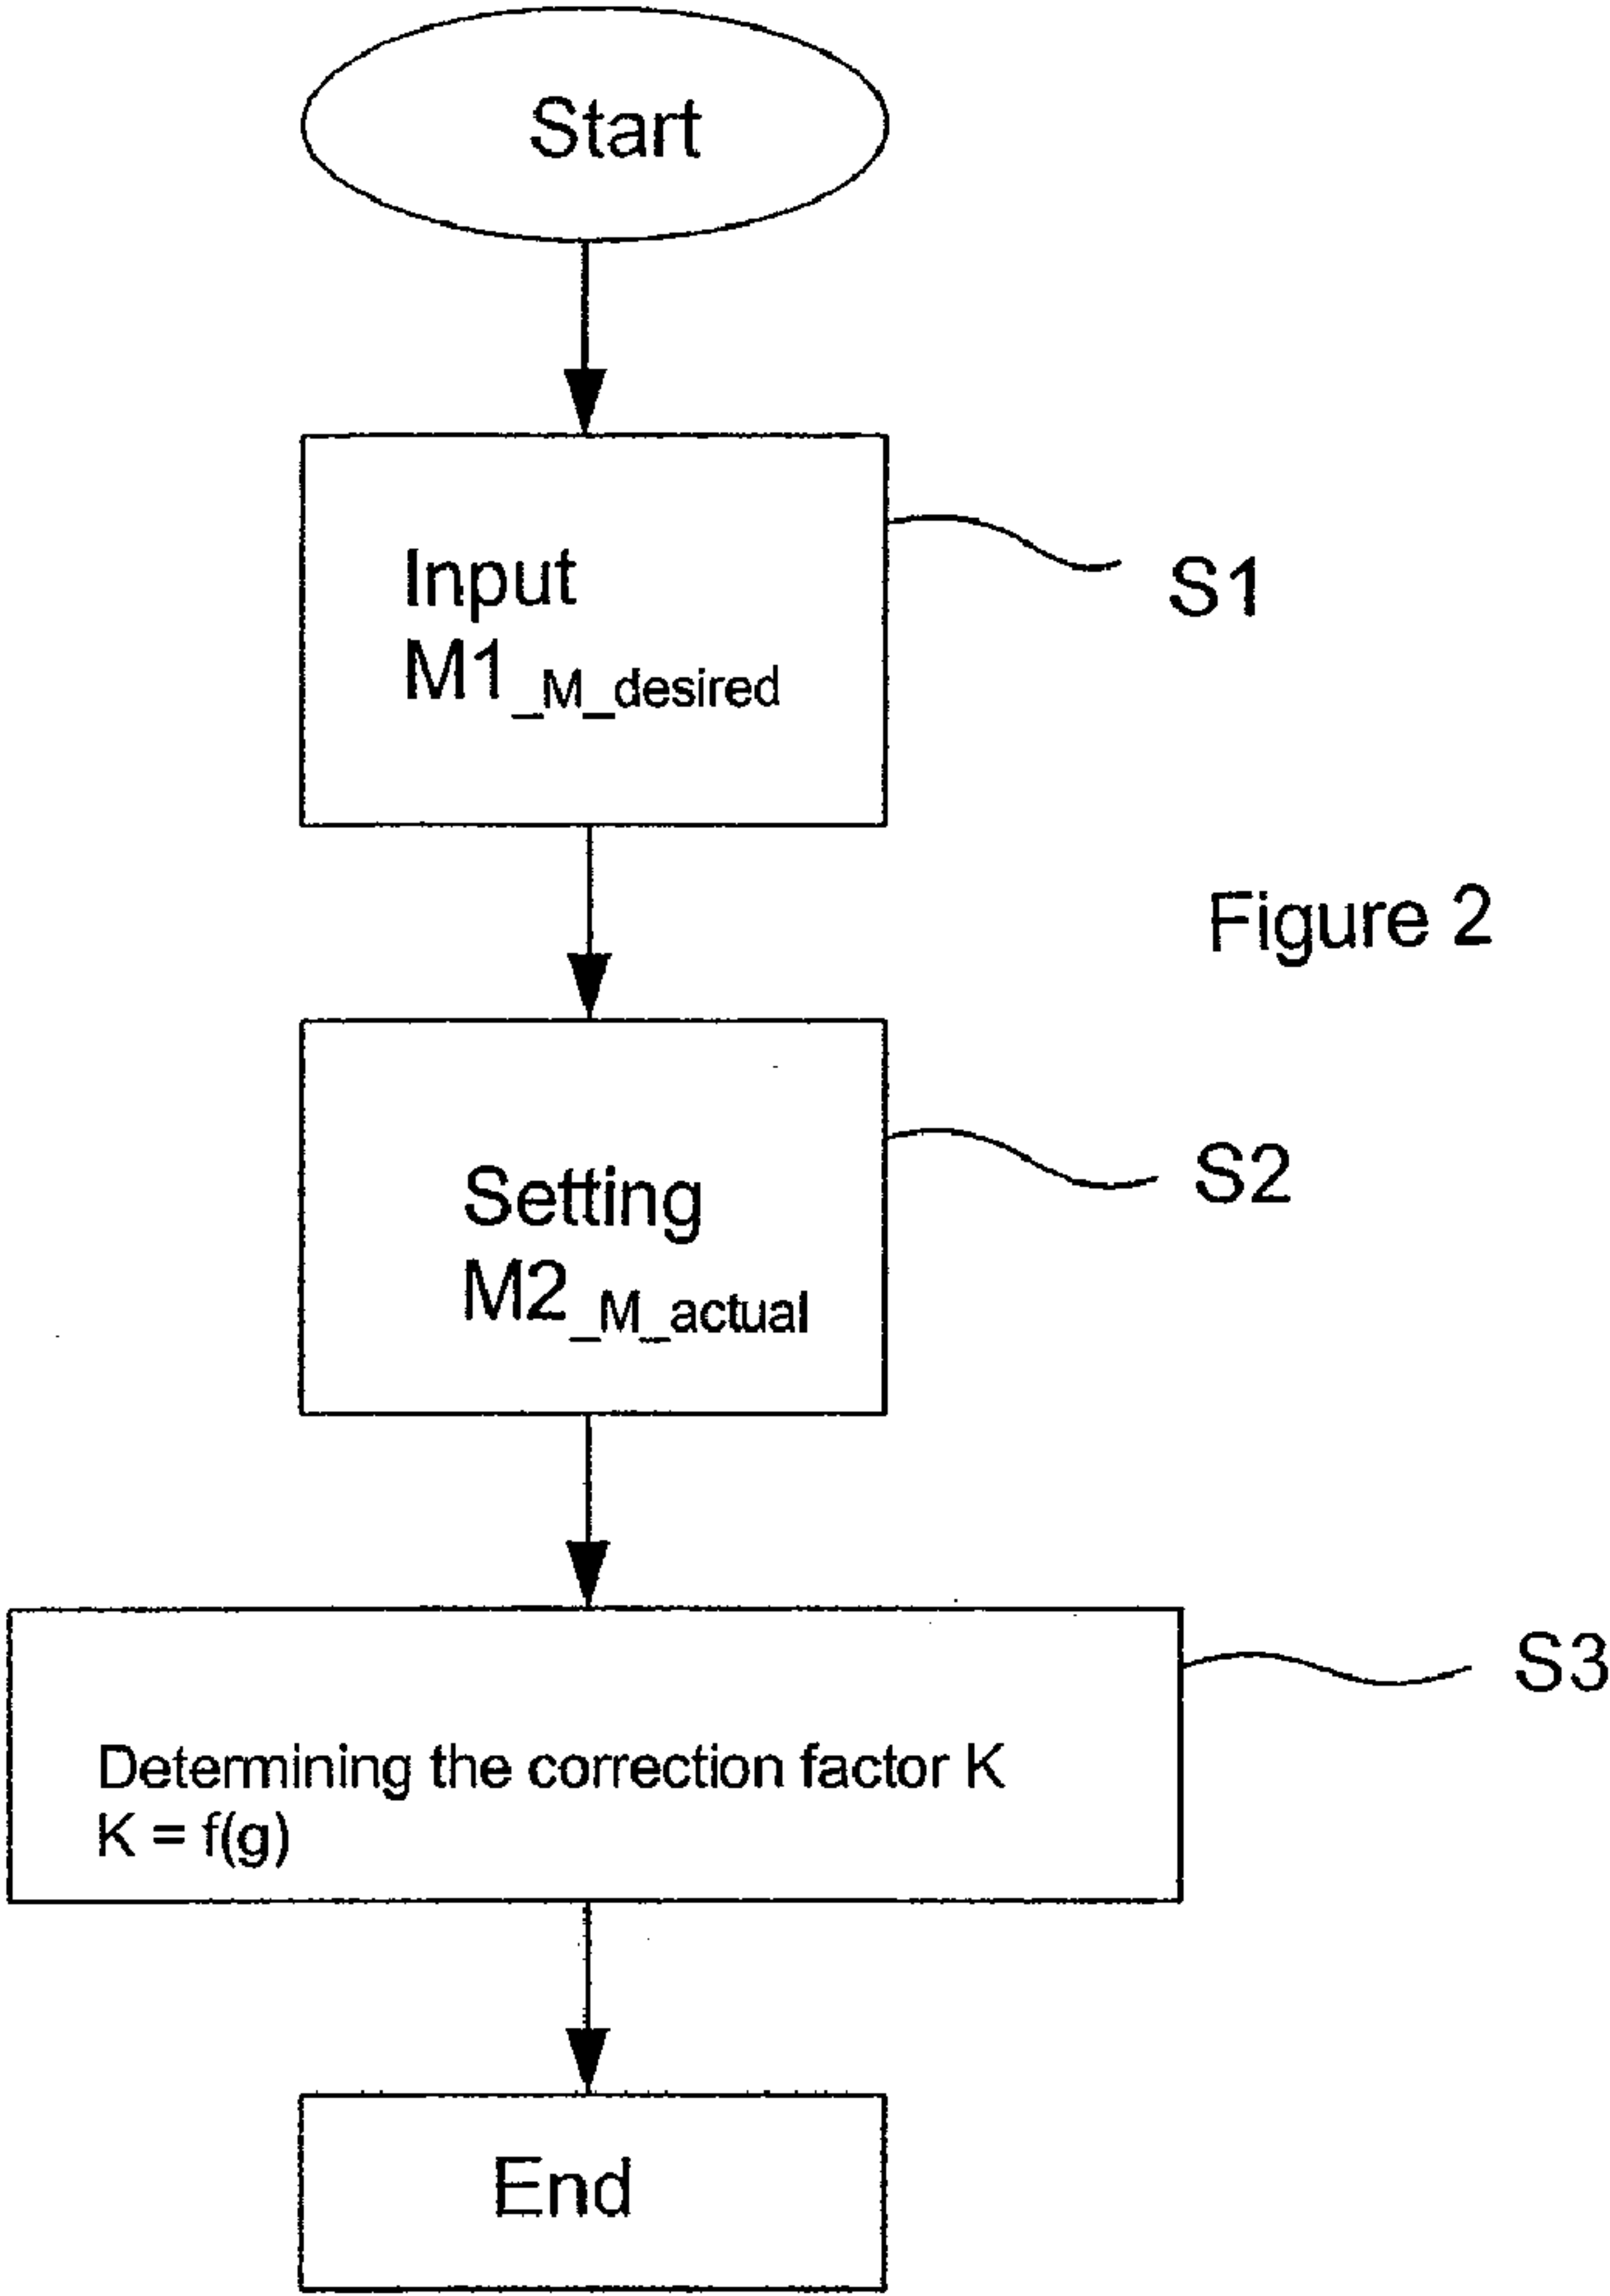 Start
Input
M1_M_desired
S1
Figure 2
Setting
M2_M_actual
S2
Determining the correction factor K
K = f(g)
S3
End